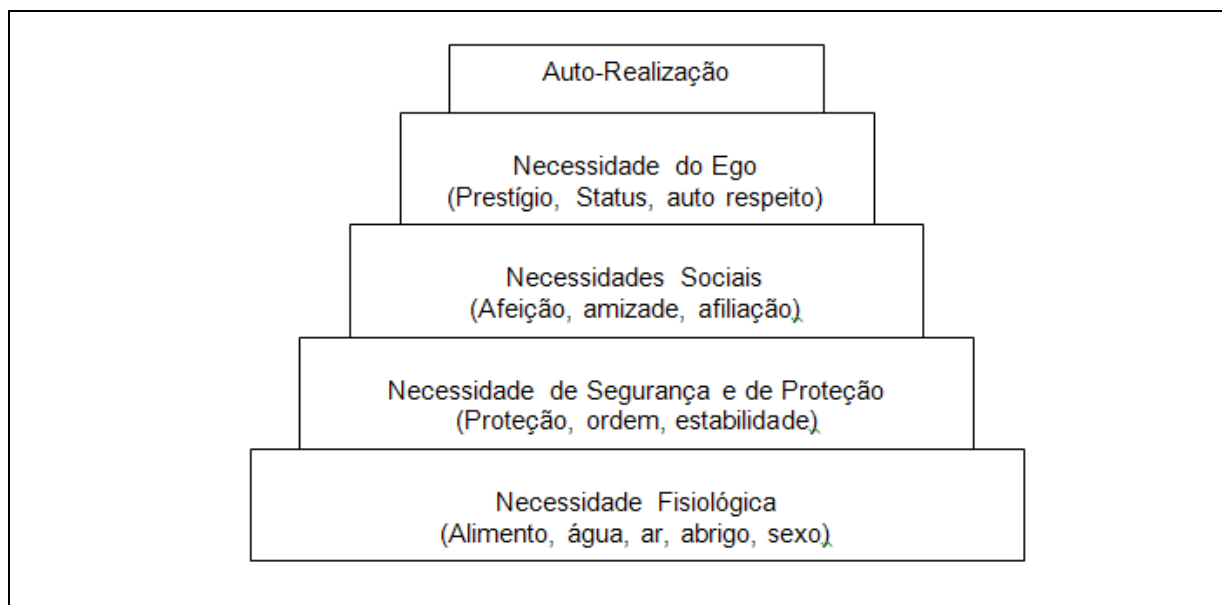 Auto-Realização
Necessidade do Ego
(Prestígio, Status, auto respeito)
Necessidades Sociais
(Afeição, amizade, afiliação)
Necessidade de Segurança e de Proteção
(Proteção, ordem, estabilidade)
Necessidade Fisiológica
(Alimento, água, ar, abrigo, sexo)